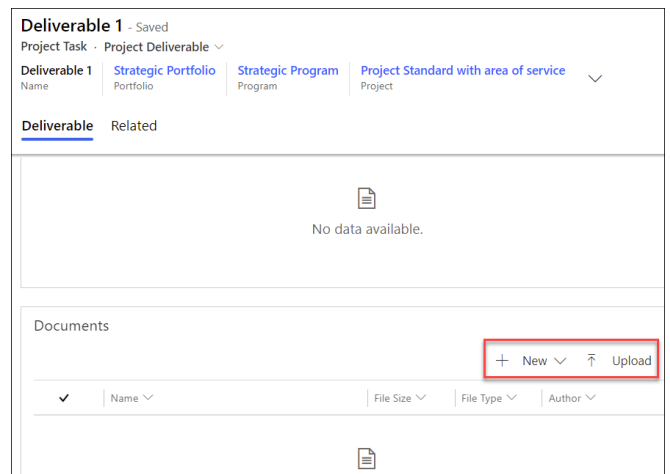 Deliverable 1 - Saved
Project Task · Project Deliverable
Deliverable 1 Strategic Portfolio Strategic Program Project Standard with area of service
Name Portfolio Program Project
Deliverable Related
No data available.
Documents
+ New Upload
Name File Size File Type Author